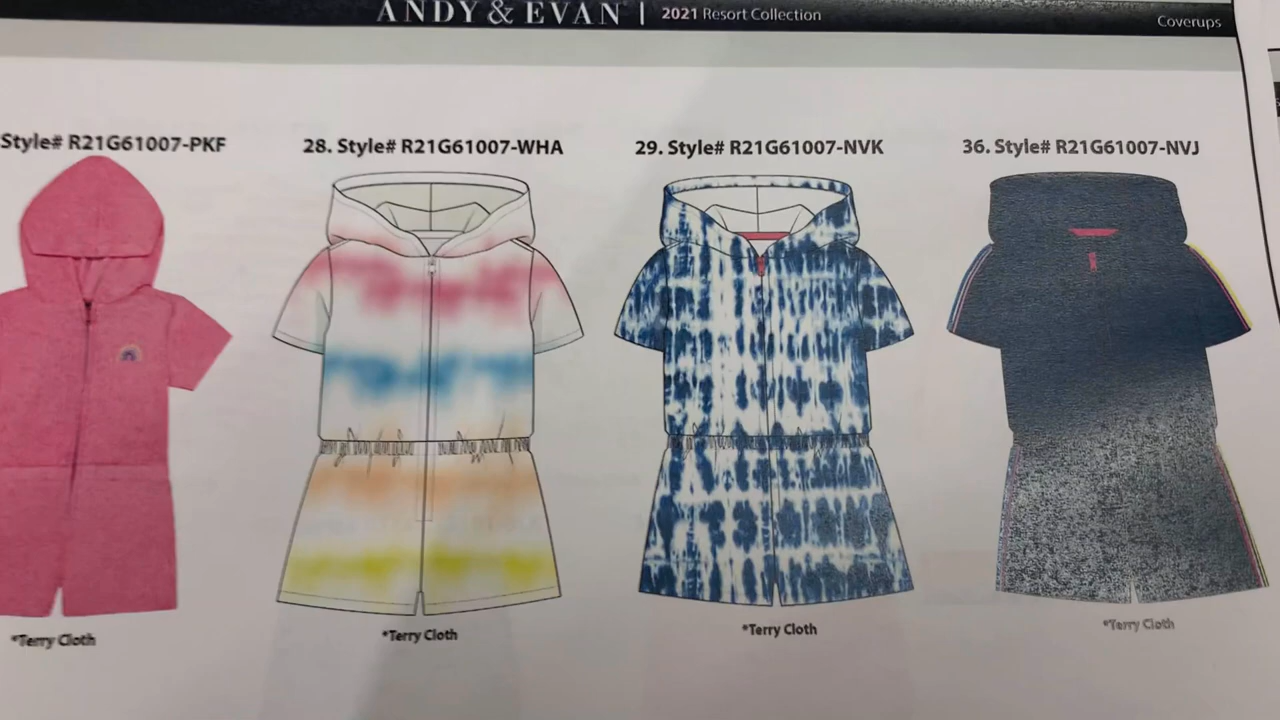 ANDY & EVAN | 2021 Resort Collection
Coverups
Style# R21G61007-PKF
28. Style# R21G61007-WHA
29. Style# R21G61007-NVK
36. Style# R21G61007-NVJ
*Terry Cloth
*Terry Cloth
*Terry Cloth
*Terry Cloth